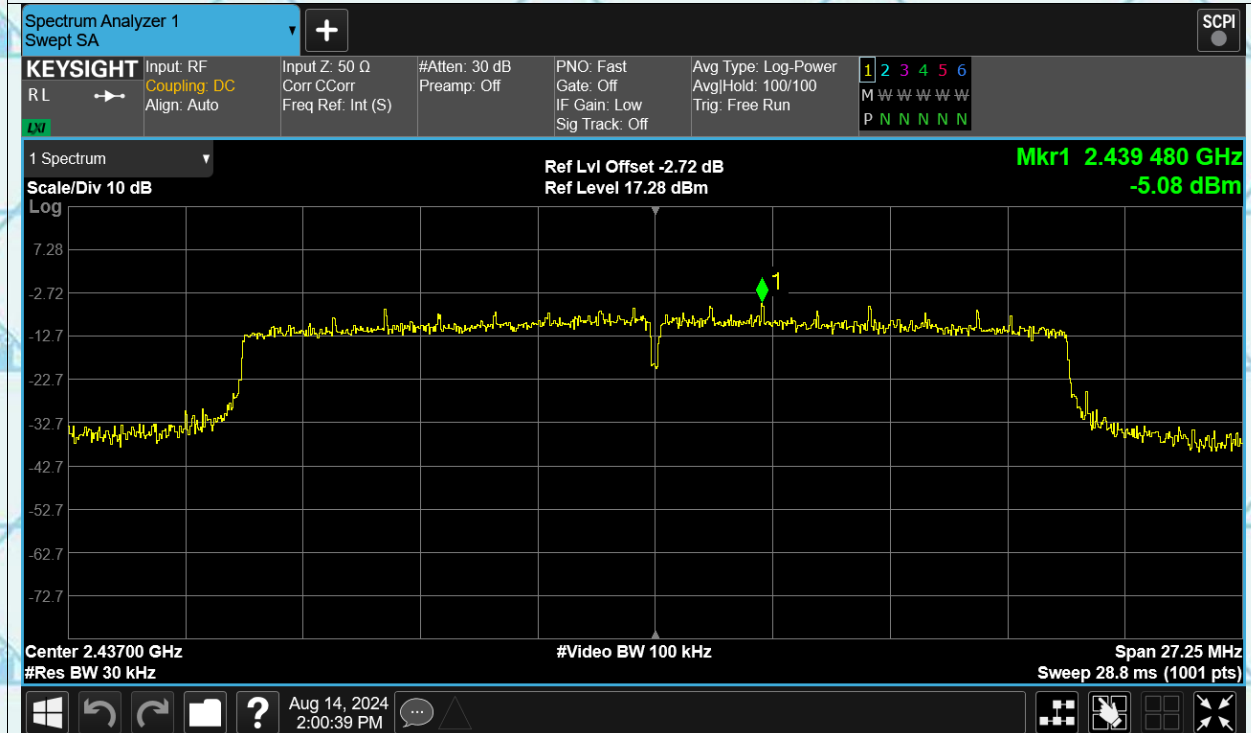 Spectrum Analyzer 1
Swept SA
+
SCPI
KEYSIGHT
R L
LXI
Input: RF
Coupling: DC
Align: Auto
Input Z: 50 Ω
Corr CCorr
Freq Ref: Int (S)
#Atten: 30 dB
Preamp: Off
PNO: Fast
Gate: Off
IF Gain: Low
Sig Track: Off
Avg Type: Log-Power
Avg|Hold: 100/100
Trig: Free Run
1 2 3 4 5 6
M W W W W W
P N N N N N
1 Spectrum
Scale/Div 10 dB
Log
Ref Lvl Offset -2.72 dB
Ref Level 17.28 dBm
Mkr1 2.439 480 GHz
-5.08 dBm
1
7.28
-2.72
-12.7
-22.7
-32.7
-42.7
-52.7
-62.7
-72.7
Center 2.43700 GHz
#Res BW 30 kHz
#Video BW 100 kHz
Span 27.25 MHz
Sweep 28.8 ms (1001 pts)
?
Aug 14, 2024
2:00:39 PM